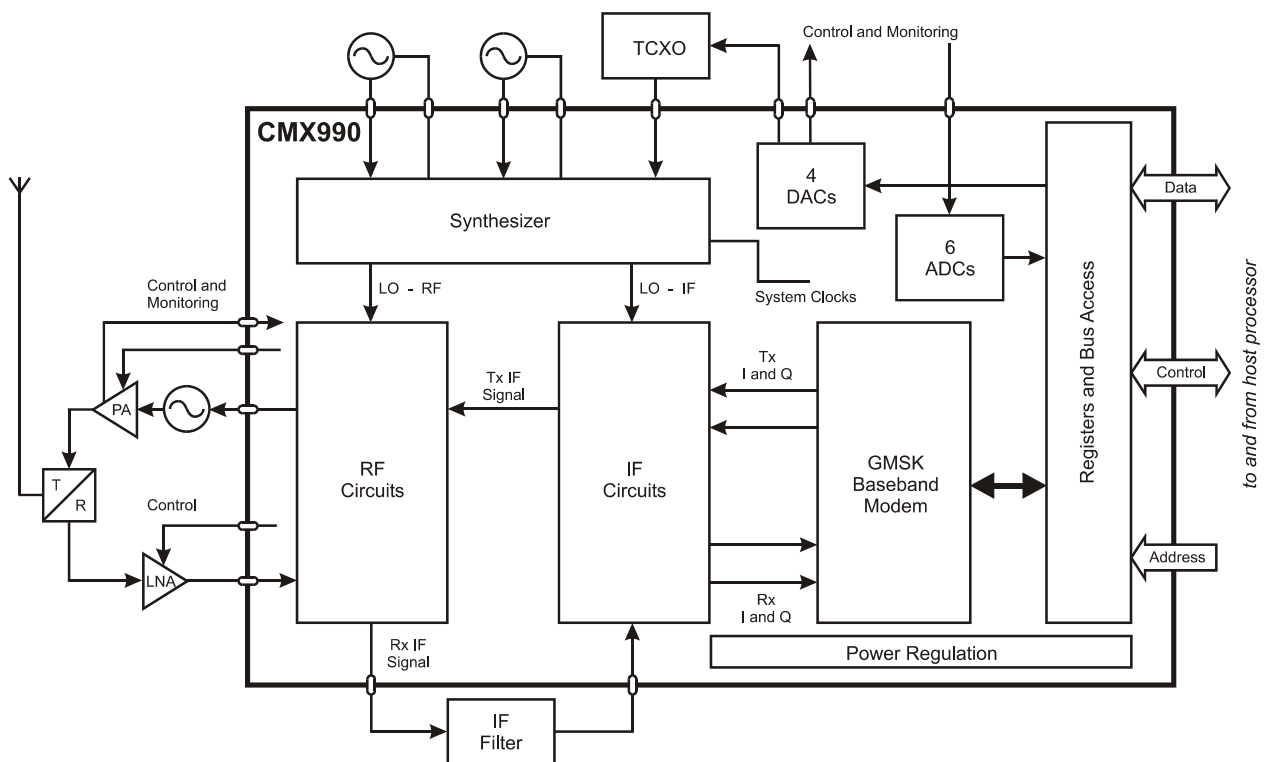 TCXO
Control and Monitoring
CMX990
4
DACs
Data
Synthesizer
6
ADCs
Control and
Monitoring
LO - RF
LO - IF
System Clocks
Registers and Bus Access
to and from host processor
Tx
I and Q
Tx IF
Signal
Control
PA
RF
Circuits
IF
Circuits
GMSK
Baseband
Modem
T
R
Control
LNA
Address
Rx
I and Q
Rx IF
Signal
Power Regulation
IF
Filter